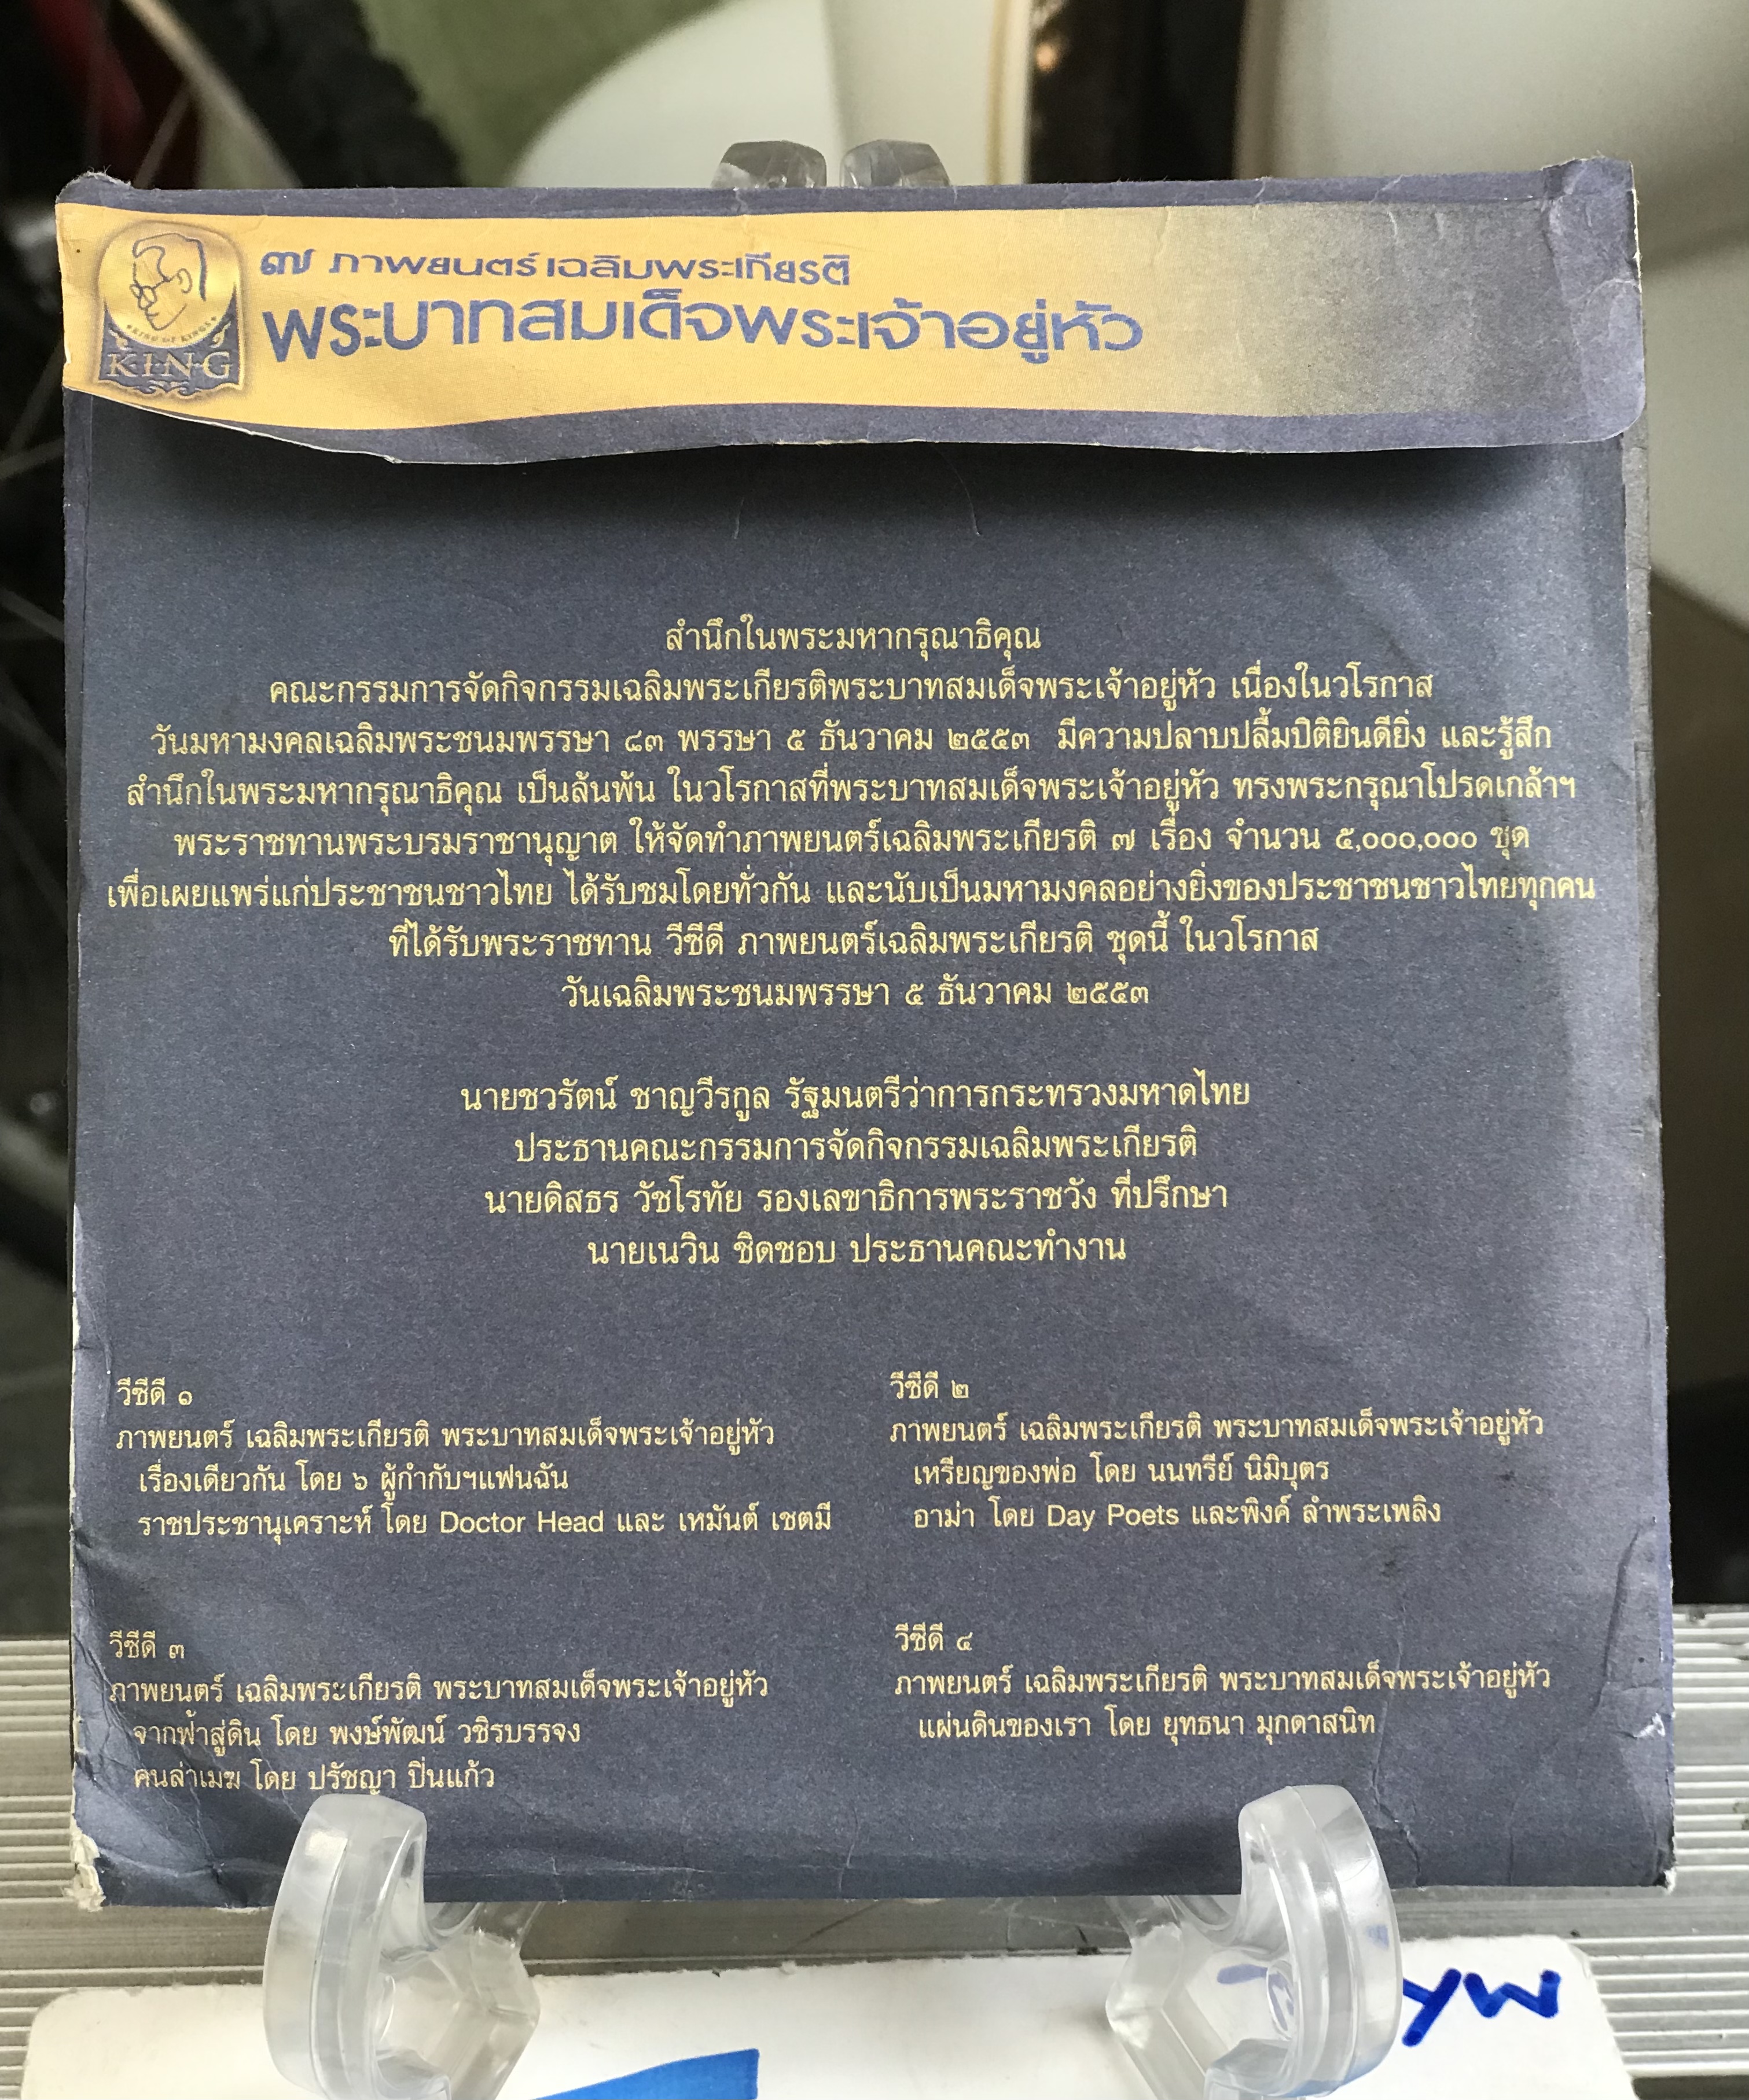 ๗ ภาพยนตร์ เฉลิมพระเกียรติ
พระบาทสมเด็จพระเจ้าอยู่หัว
KING OF KINGS
K·I·N·G
สำนึกในพระมหากรุณาธิคุณ
คณะกรรมการจัดกิจกรรมเฉลิมพระเกียรติพระบาทสมเด็จพระเจ้าอยู่หัว เนื่องในวโรกาส
วันมหามงคลเฉลิมพระชนมพรรษา ๘๓ พรรษา ๕ ธันวาคม ๒๕๕๓ มีความปลาบปลื้มปิติยินดียิ่ง และรู้สึก
สำนึกในพระมหากรุณาธิคุณ เป็นล้นพ้น ในวโรกาสที่พระบาทสมเด็จพระเจ้าอยู่หัว ทรงพระกรุณาโปรดเกล้าฯ
พระราชทานพระบรมราชานุญาต ให้จัดทำภาพยนตร์เฉลิมพระเกียรติ ๗ เรื่อง จำนวน ๕,๐๐๐,๐๐๐ ชุด
เพื่อเผยแพร่แก่ประชาชนชาวไทย ได้รับชมโดยทั่วกัน และนับเป็นมหามงคลอย่างยิ่งของประชาชนชาวไทยทุกคน
ที่ได้รับพระราชทาน วีซีดี ภาพยนตร์เฉลิมพระเกียรติ ชุดนี้ ในวโรกาส
วันเฉลิมพระชนมพรรษา ๕ ธันวาคม ๒๕๕๓
นายชวรัตน์ ชาญวีรกูล รัฐมนตรีว่าการกระทรวงมหาดไทย
ประธานคณะกรรมการจัดกิจกรรมเฉลิมพระเกียรติ
นายดิสธร วัชโรทัย รองเลขาธิการพระราชวัง ที่ปรึกษา
นายเนวิน ชิดชอบ ประธานคณะทำงาน
วีซีดี ๑
ภาพยนตร์ เฉลิมพระเกียรติ พระบาทสมเด็จพระเจ้าอยู่หัว
เรื่องเดียวกัน โดย ๖ ผู้กำกับฯแฟนฉัน
ราชประชานุเคราะห์ โดย Doctor Head และ เหมันต์ เชตมี
วีซีดี ๒
ภาพยนตร์ เฉลิมพระเกียรติ พระบาทสมเด็จพระเจ้าอยู่หัว
เหรียญของพ่อ โดย นนทรีย์ นิมิบุตร
อาม่า โดย Day Poets และพิงค์ ลำพระเพลิง
วีซีดี ๓
ภาพยนตร์ เฉลิมพระเกียรติ พระบาทสมเด็จพระเจ้าอยู่หัว
จากฟ้าสู่ดิน โดย พงษ์พัฒน์ วชิรบรรจง
คนล่าเมฆ โดย ปรัชญา ปิ่นแก้ว
วีซีดี ๔
ภาพยนตร์ เฉลิมพระเกียรติ พระบาทสมเด็จพระเจ้าอยู่หัว
แผ่นดินของเรา โดย ยุทธนา มุกดาสนิท